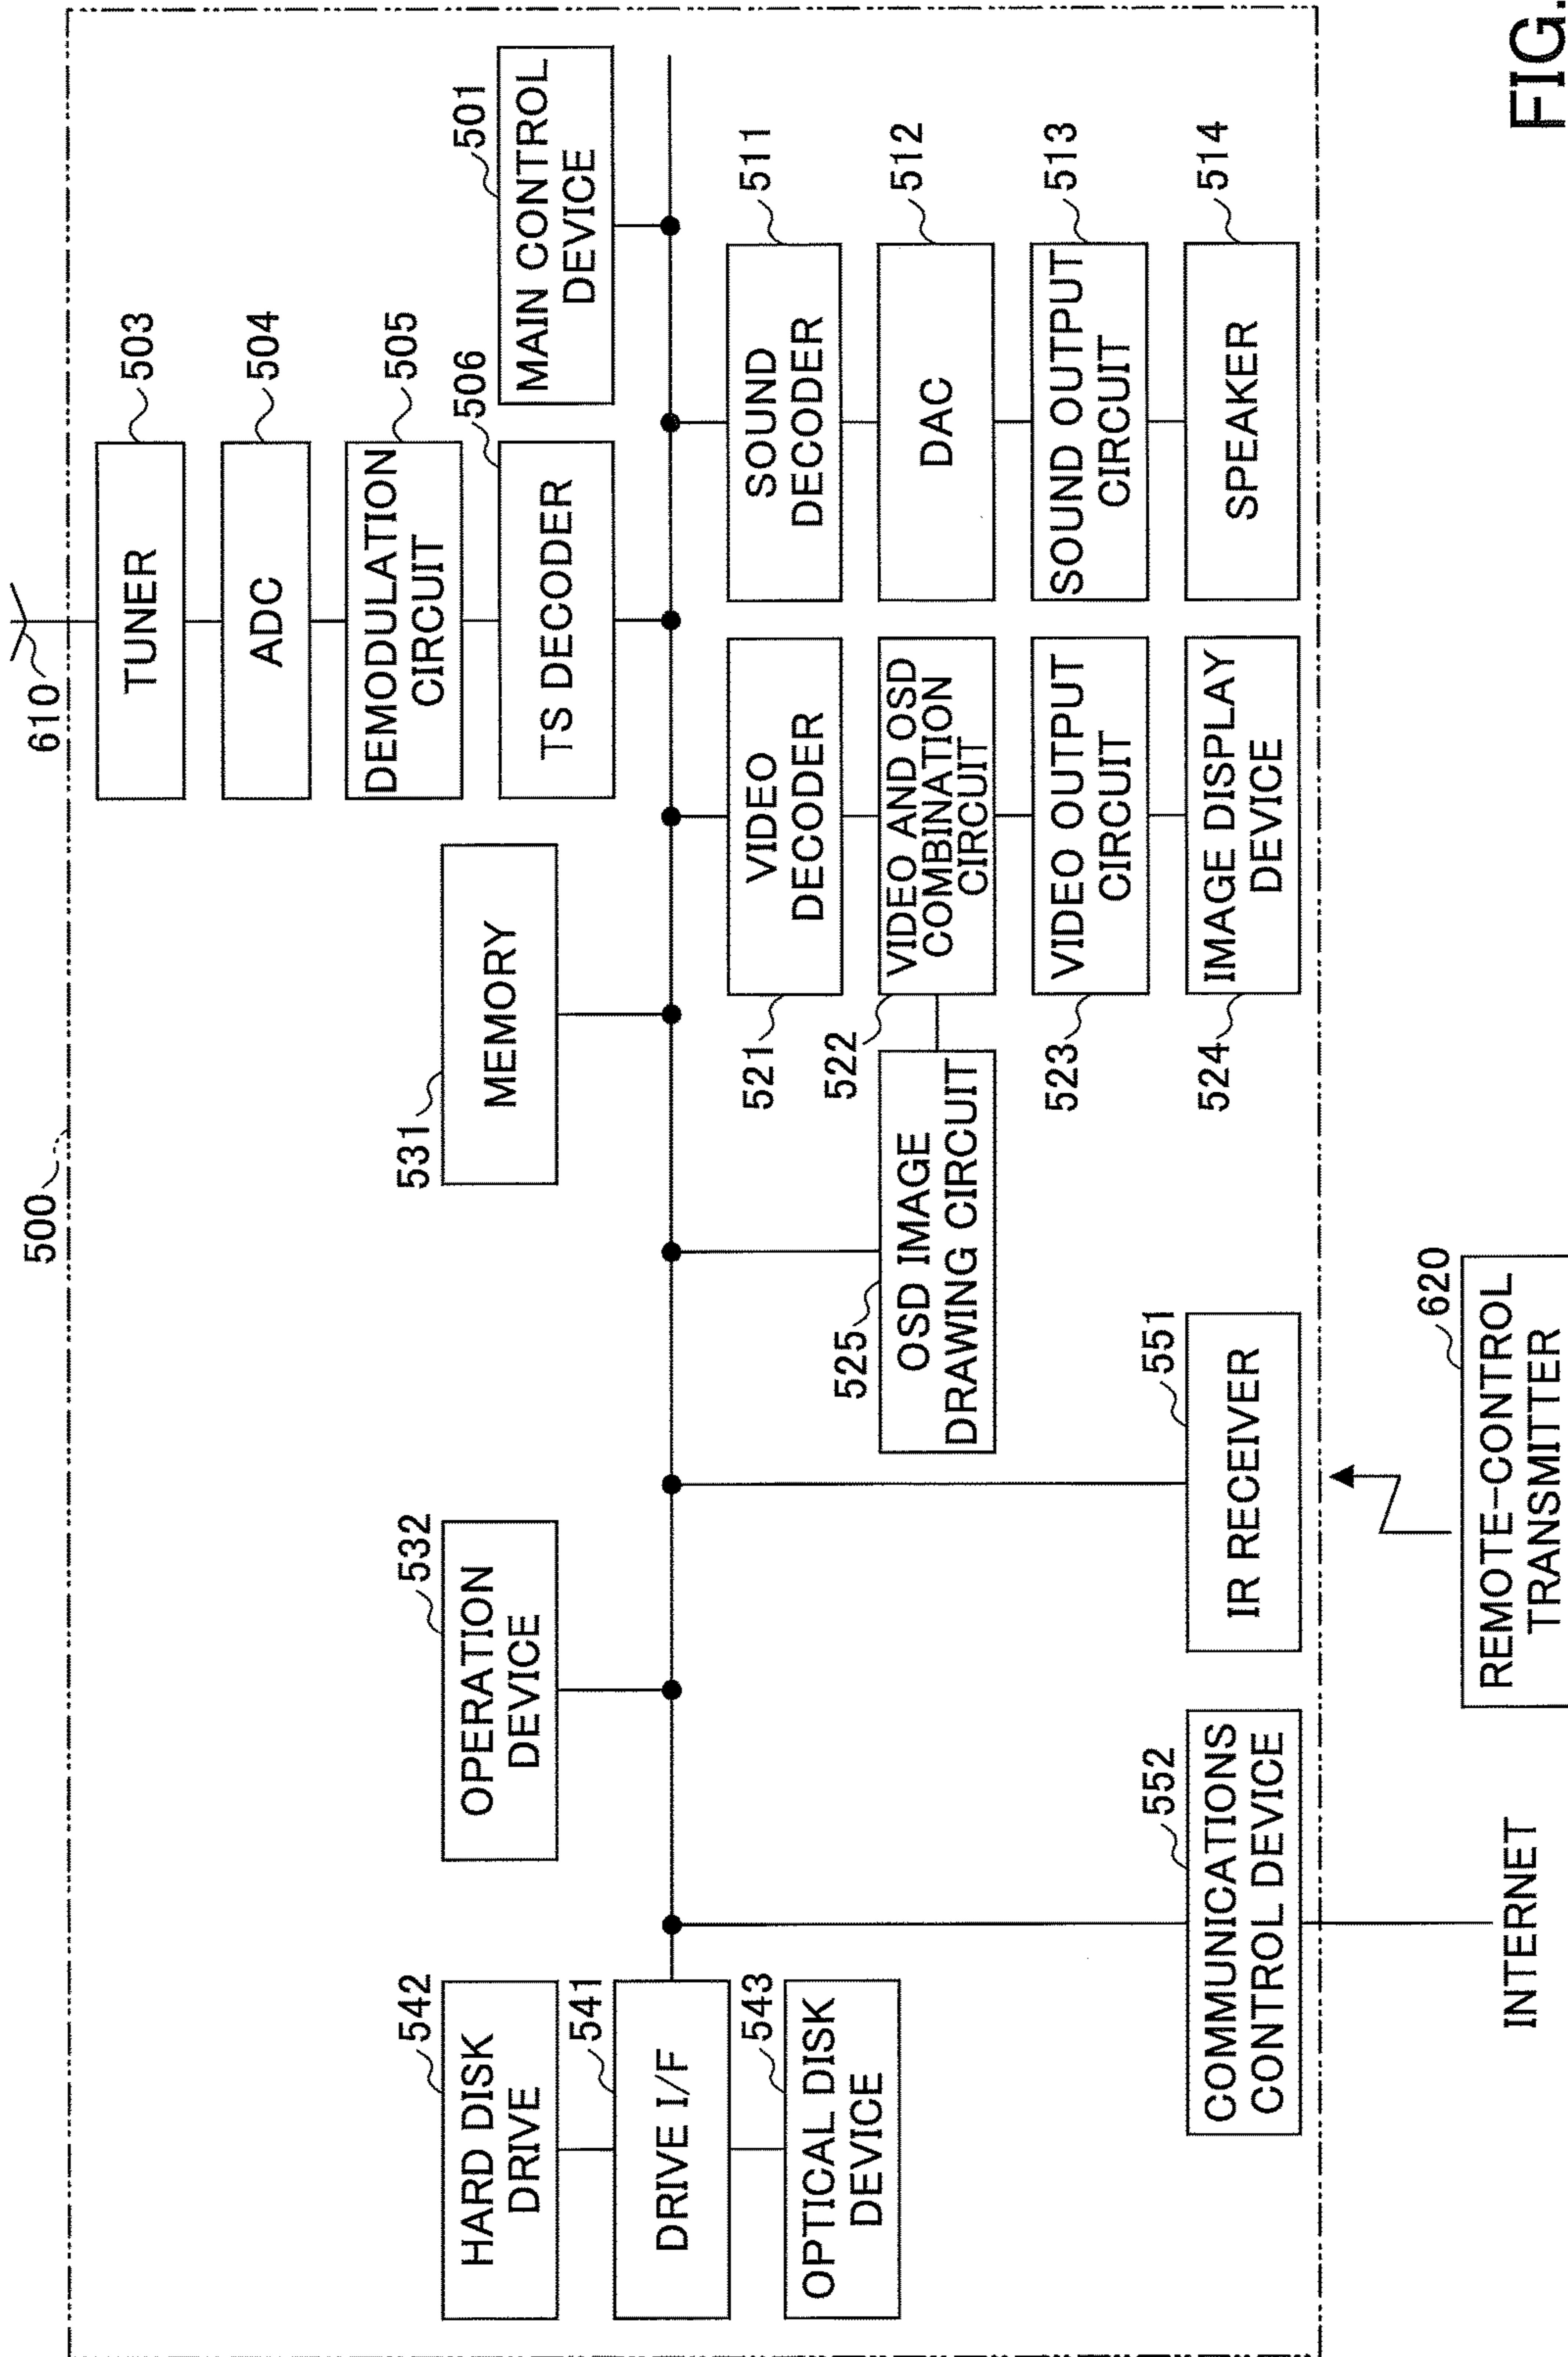 500
610
TUNER
503
ADC
504
DEMODULATION
CIRCUIT
505
TS DECODER
506
MAIN CONTROL
DEVICE
501
MEMORY
531
OPERATION
DEVICE
532
HARD DISK
DRIVE
542
DRIVE I/F
541
OPTICAL DISK
DEVICE
543
SOUND
DECODER
511
DAC
512
SOUND OUTPUT
CIRCUIT
513
SPEAKER
514
VIDEO
DECODER
521
VIDEO AND OSD
COMBINATION
CIRCUIT
522
VIDEO OUTPUT
CIRCUIT
523
IMAGE DISPLAY
DEVICE
524
OSD IMAGE
DRAWING CIRCUIT
525
IR RECEIVER
551
COMMUNICATIONS
CONTROL DEVICE
552
REMOTE-CONTROL
TRANSMITTER
620
INTERNET
FIG.